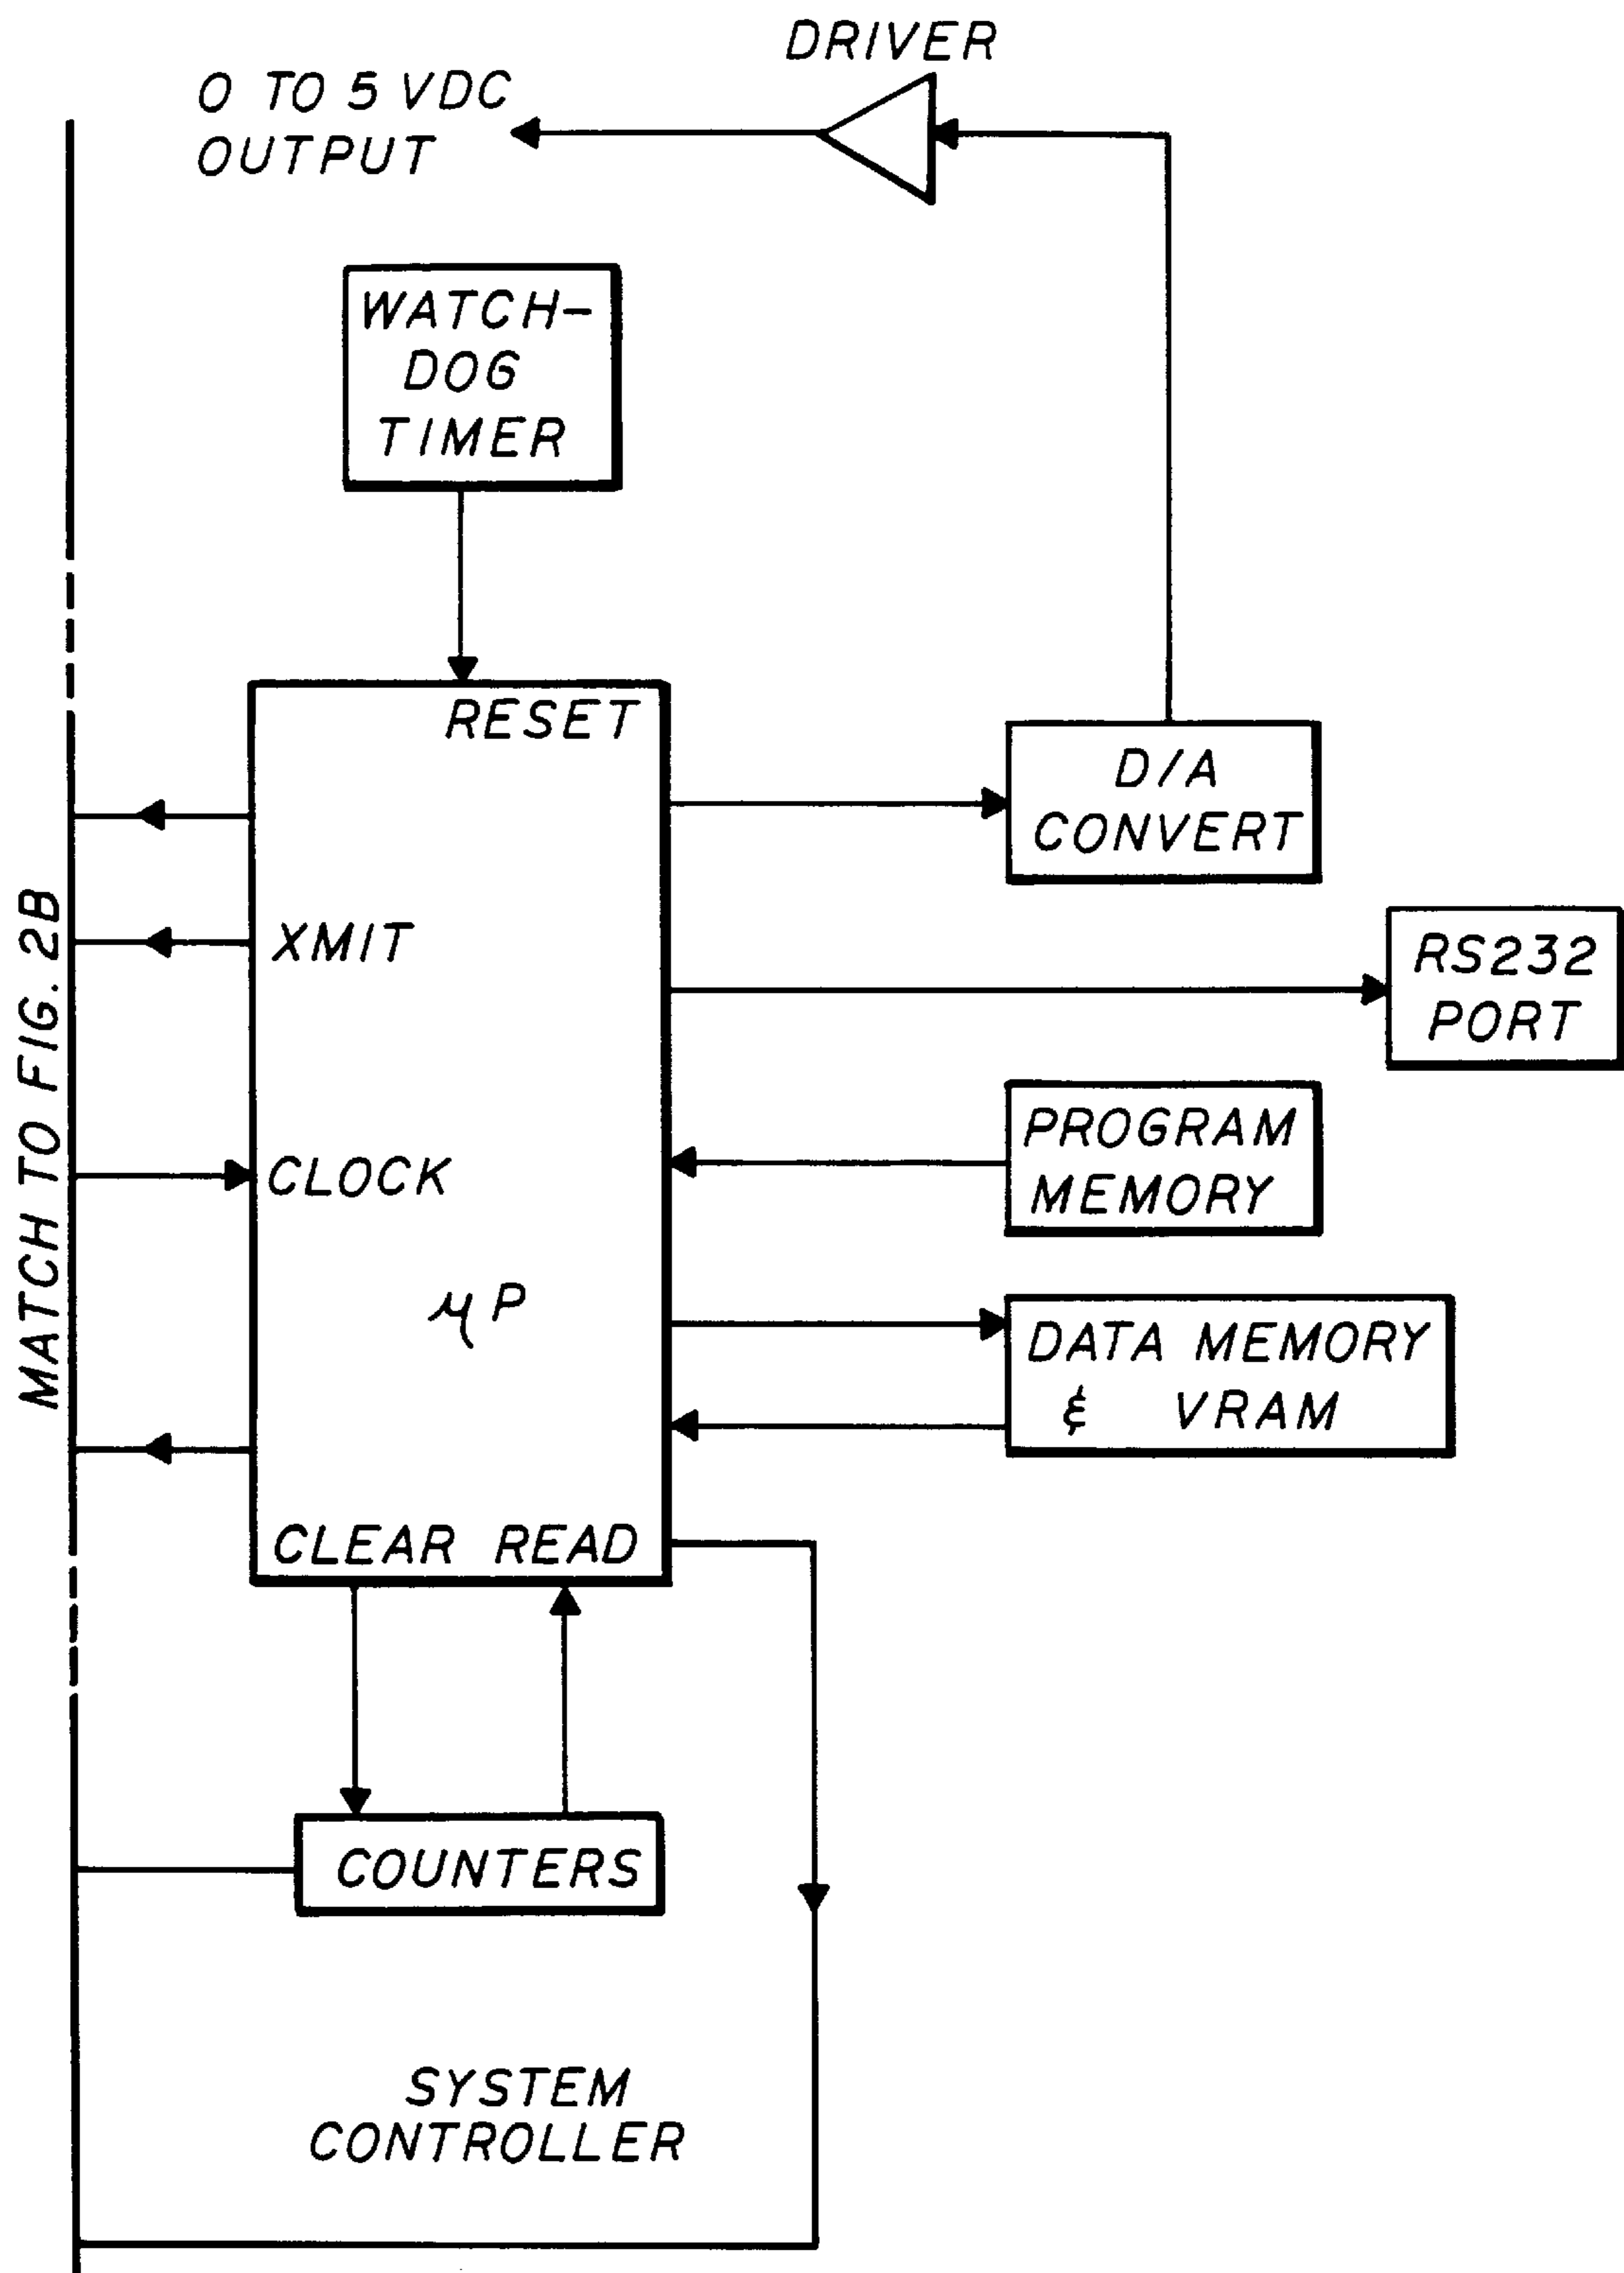 DRIVER
0 TO 5 VDC
OUTPUT
WATCH-
DOG
TIMER
RESET
D/A
CONVERT
XMIT
RS232
PORT
MATCH TO FIG. 2B
CLOCK
PROGRAM
MEMORY
μP
DATA MEMORY
& VRAM
CLEAR READ
COUNTERS
SYSTEM
CONTROLLER